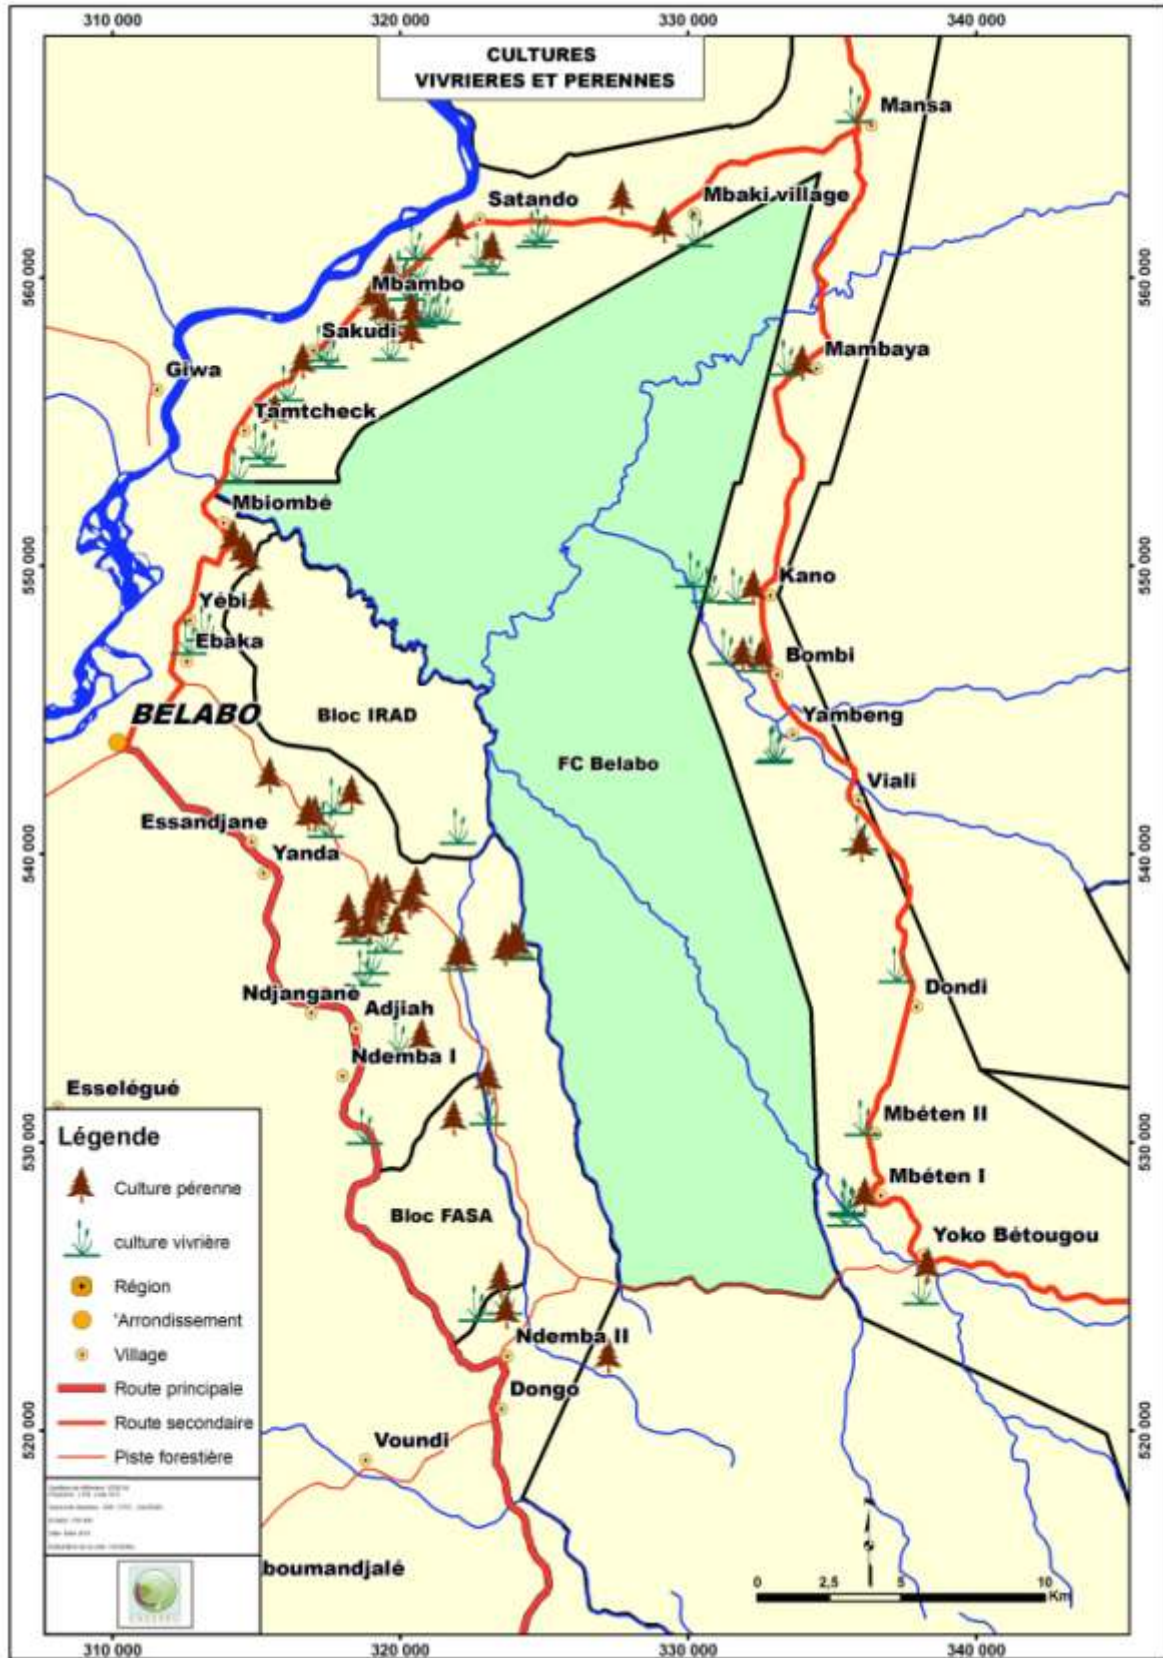 310 000
320 000
330 000
340 000
CULTURES
VIVRIERES ET PERENNES
Mansa
Satando
Mbaki village
560 000
560 000
Mbambo
Sakudi
Mambaya
Giwa
Tamtcheck
Mbiombé
550 000
550 000
Kano
Yébi
Ebaka
Bombi
BELABO
Bloc IRAD
Yambeng
FC Belabo
Viali
Essandjane
540 000
540 000
Yanda
Ndjangané
Adjiah
Dondi
Ndemba I
Essélégué
Mbéten II
530 000
530 000
Légende
Culture pérenne
culture vivrière
Région
'Arrondissement
Village
Route principale
Route secondaire
Piste forestière
Mbéten I
Bloc FASA
Yoko Bétougou
Ndemba II
Dongo
520 000
520 000
Voundi
boumandjalé
0
2,5
5
10
Km
310 000
320 000
330 000
340 000